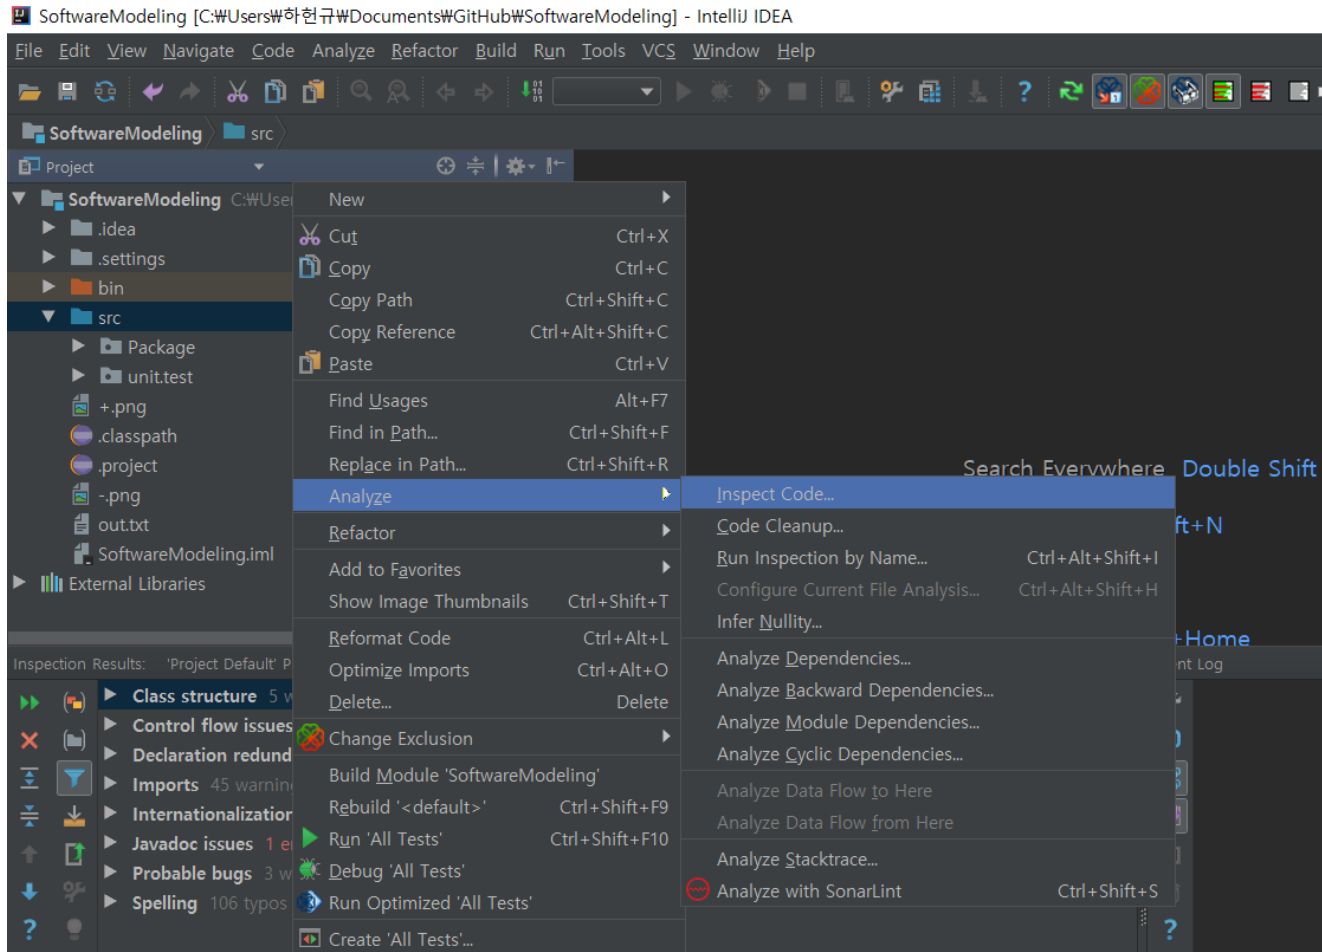 SoftwareModeling [C:₩Users₩하헌규₩Documents₩GitHub₩SoftwareModeling] - IntelliJ IDEA
File Edit View Navigate Code Analyze Refactor Build Run Tools VCS Window Help
SoftwareModeling src
Project
SoftwareModeling C:₩User
.idea
.settings
bin
src
Package
unit.test
+.png
.classpath
.project
-.png
out.txt
SoftwareModeling.iml
External Libraries
New
Cut Ctrl+X
Copy Ctrl+C
Copy Path Ctrl+Shift+C
Copy Reference Ctrl+Alt+Shift+C
Paste Ctrl+V
Find Usages Alt+F7
Find in Path... Ctrl+Shift+F
Replace in Path... Ctrl+Shift+R
Analyze
Refactor
Add to Favorites
Show Image Thumbnails Ctrl+Shift+T
Reformat Code Ctrl+Alt+L
Optimize Imports Ctrl+Alt+O
Delete... Delete
Change Exclusion
Build Module 'SoftwareModeling'
Rebuild '<default>' Ctrl+Shift+F9
Run 'All Tests' Ctrl+Shift+F10
Debug 'All Tests'
Run Optimized 'All Tests'
Create 'All Tests'...
Search Everywhere Double Shift
ft+N
+Home
Inspect Code...
Code Cleanup...
Run Inspection by Name... Ctrl+Alt+Shift+I
Configure Current File Analysis... Ctrl+Alt+Shift+H
Infer Nullity...
Analyze Dependencies...
Analyze Backward Dependencies...
Analyze Module Dependencies...
Analyze Cyclic Dependencies...
Analyze Data Flow to Here
Analyze Data Flow from Here
Analyze Stacktrace...
Analyze with SonarLint Ctrl+Shift+S
Inspection Results: 'Project Default' P
nt Log
Class structure 5 w
Control flow issues
Declaration redund
Imports 45 warnin
Internationalization
Javadoc issues 1 e
Probable bugs 3 w
Spelling 106 typos